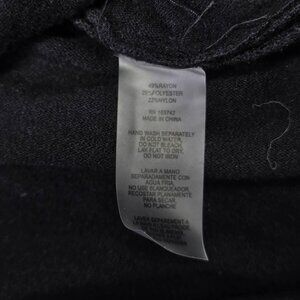 49%RAYON
29%POLYESTER
22%NYLON
MADE IN CHINA
HAND WASH SEPARATELY
IN COLD WATER.
DO NOT BLEACH.
LAY FLAT TO DRY.
DO NOT IRON
LAVAR A MANO
SEPARADAMENTE CON
AGUA FRIA.
NO USE BLANQUEADOR.
RECOSTAR PLANAMENTE
PARA SECAR.
NO PLANCHE
LAVER SEPAREMENT A